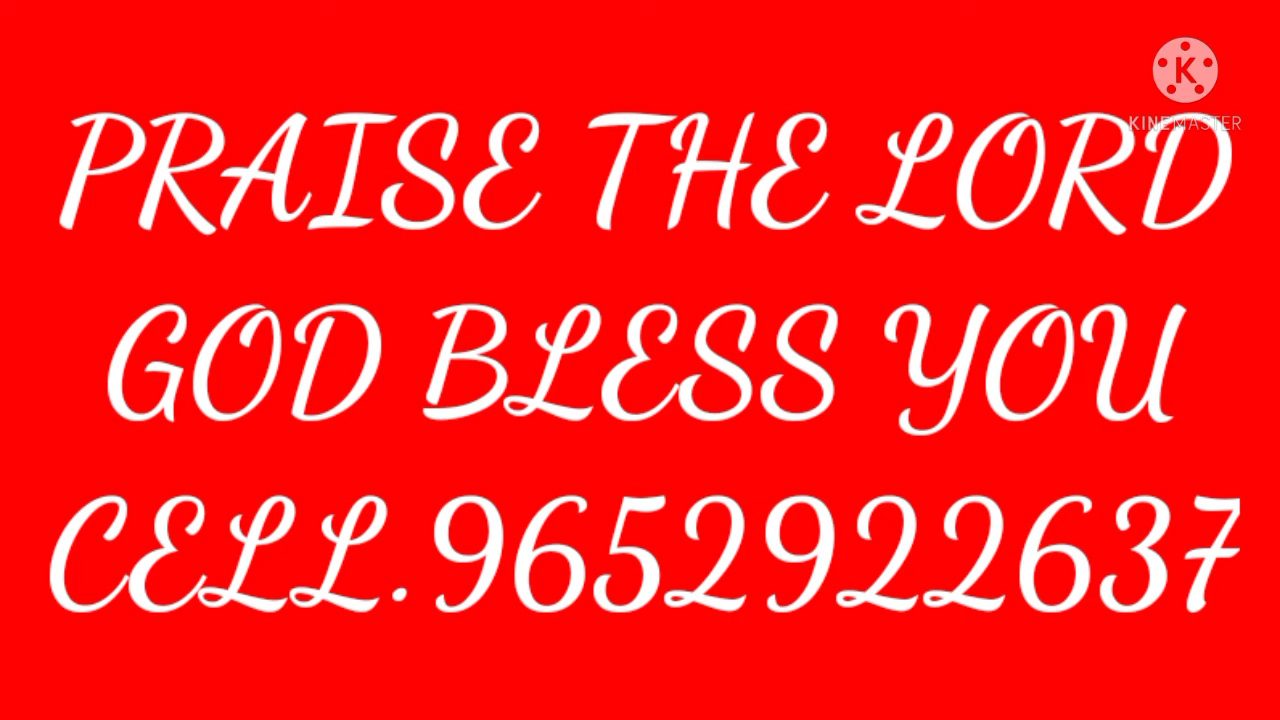 K
KINEMASTER
PRAISE THE LORD
GOD BLESS YOU
CELL.9652922637